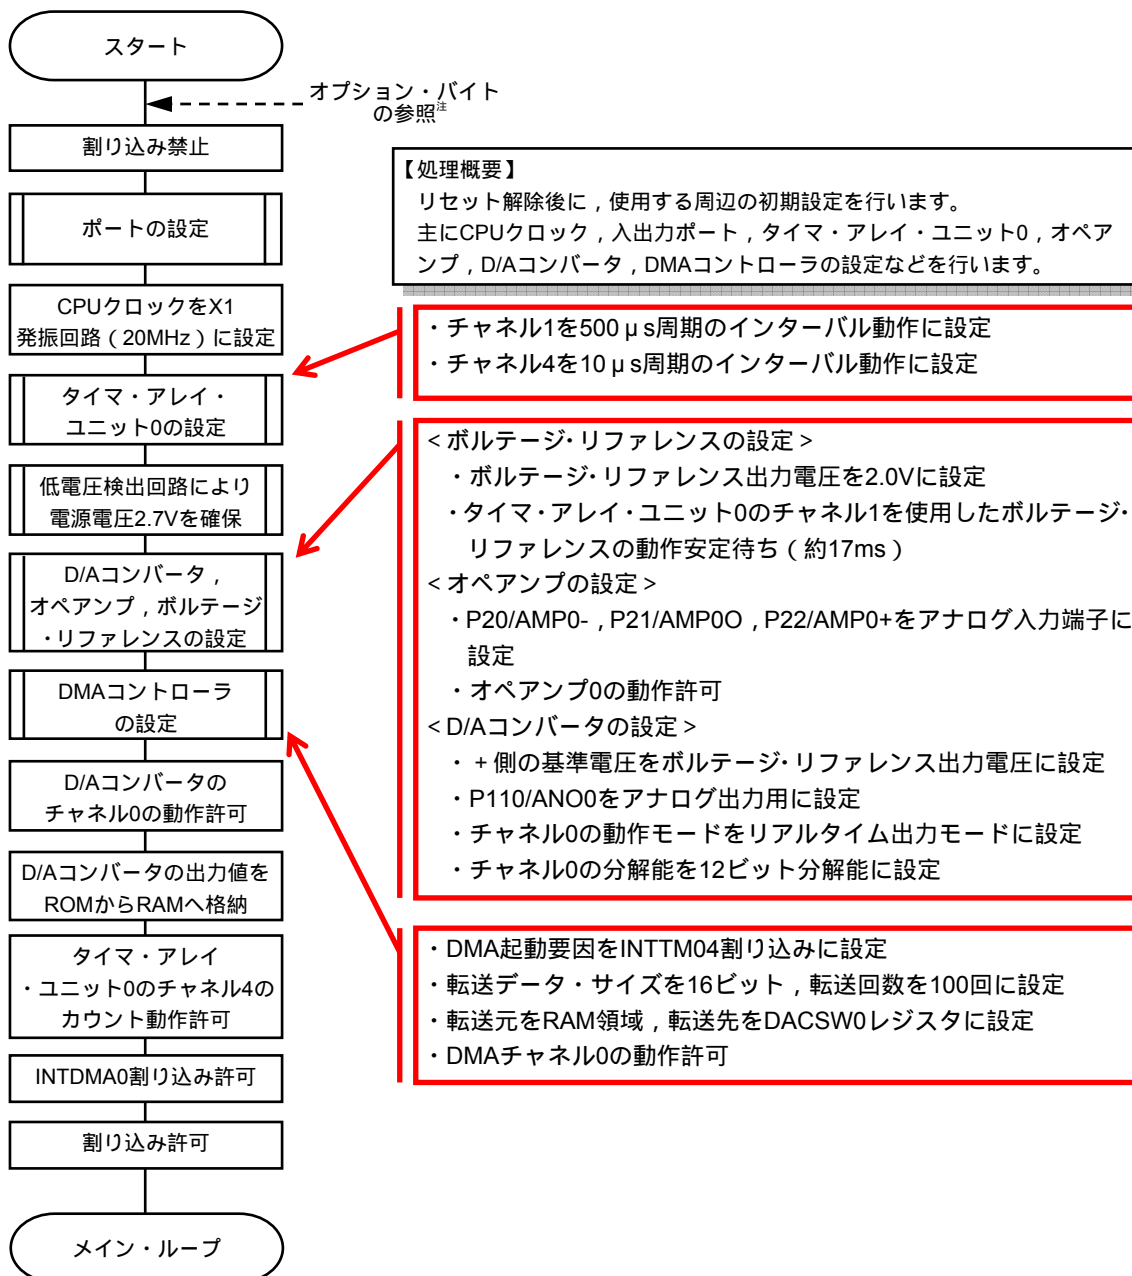 スタート
オプション・バイト
の参照注
割り込み禁止
ポートの設定
CPUクロックをX1
発振回路（20MHz）に設定
タイマ・アレイ・
ユニット0の設定
低電圧検出回路により
電源電圧2.7Vを確保
D/Aコンバータ，
オペアンプ，ボルテージ
・リファレンスの設定
DMAコントローラ
の設定
D/Aコンバータの
チャネル0の動作許可
D/Aコンバータの出力値を
ROMからRAMへ格納
タイマ・アレイ
・ユニット0のチャネル4の
カウント動作許可
INTDMA0割り込み許可
割り込み許可
メイン・ループ
【処理概要】
リセット解除後に，使用する周辺の初期設定を行います。
主にCPUクロック，入出力ポート，タイマ・アレイ・ユニット0，オペア
ンプ，D/Aコンバータ，DMAコントローラの設定などを行います。
・チャネル1を500μs周期のインターバル動作に設定
・チャネル4を10μs周期のインターバル動作に設定
＜ボルテージ・リファレンスの設定＞
・ボルテージ・リファレンス出力電圧を2.0Vに設定
・タイマ・アレイ・ユニット0のチャネル1を使用したボルテージ・
リファレンスの動作安定待ち（約17ms）
＜オペアンプの設定＞
・P20/AMP0-，P21/AMP0O，P22/AMP0+をアナログ入力端子に
設定
・オペアンプ0の動作許可
＜D/Aコンバータの設定＞
・＋側の基準電圧をボルテージ・リファレンス出力電圧に設定
・P110/ANO0をアナログ出力用に設定
・チャネル0の動作モードをリアルタイム出力モードに設定
・チャネル0の分解能を12ビット分解能に設定
・DMA起動要因をINTTM04割り込みに設定
・転送データ・サイズを16ビット，転送回数を100回に設定
・転送元をRAM領域，転送先をDACSW0レジスタに設定
・DMAチャネル0の動作許可